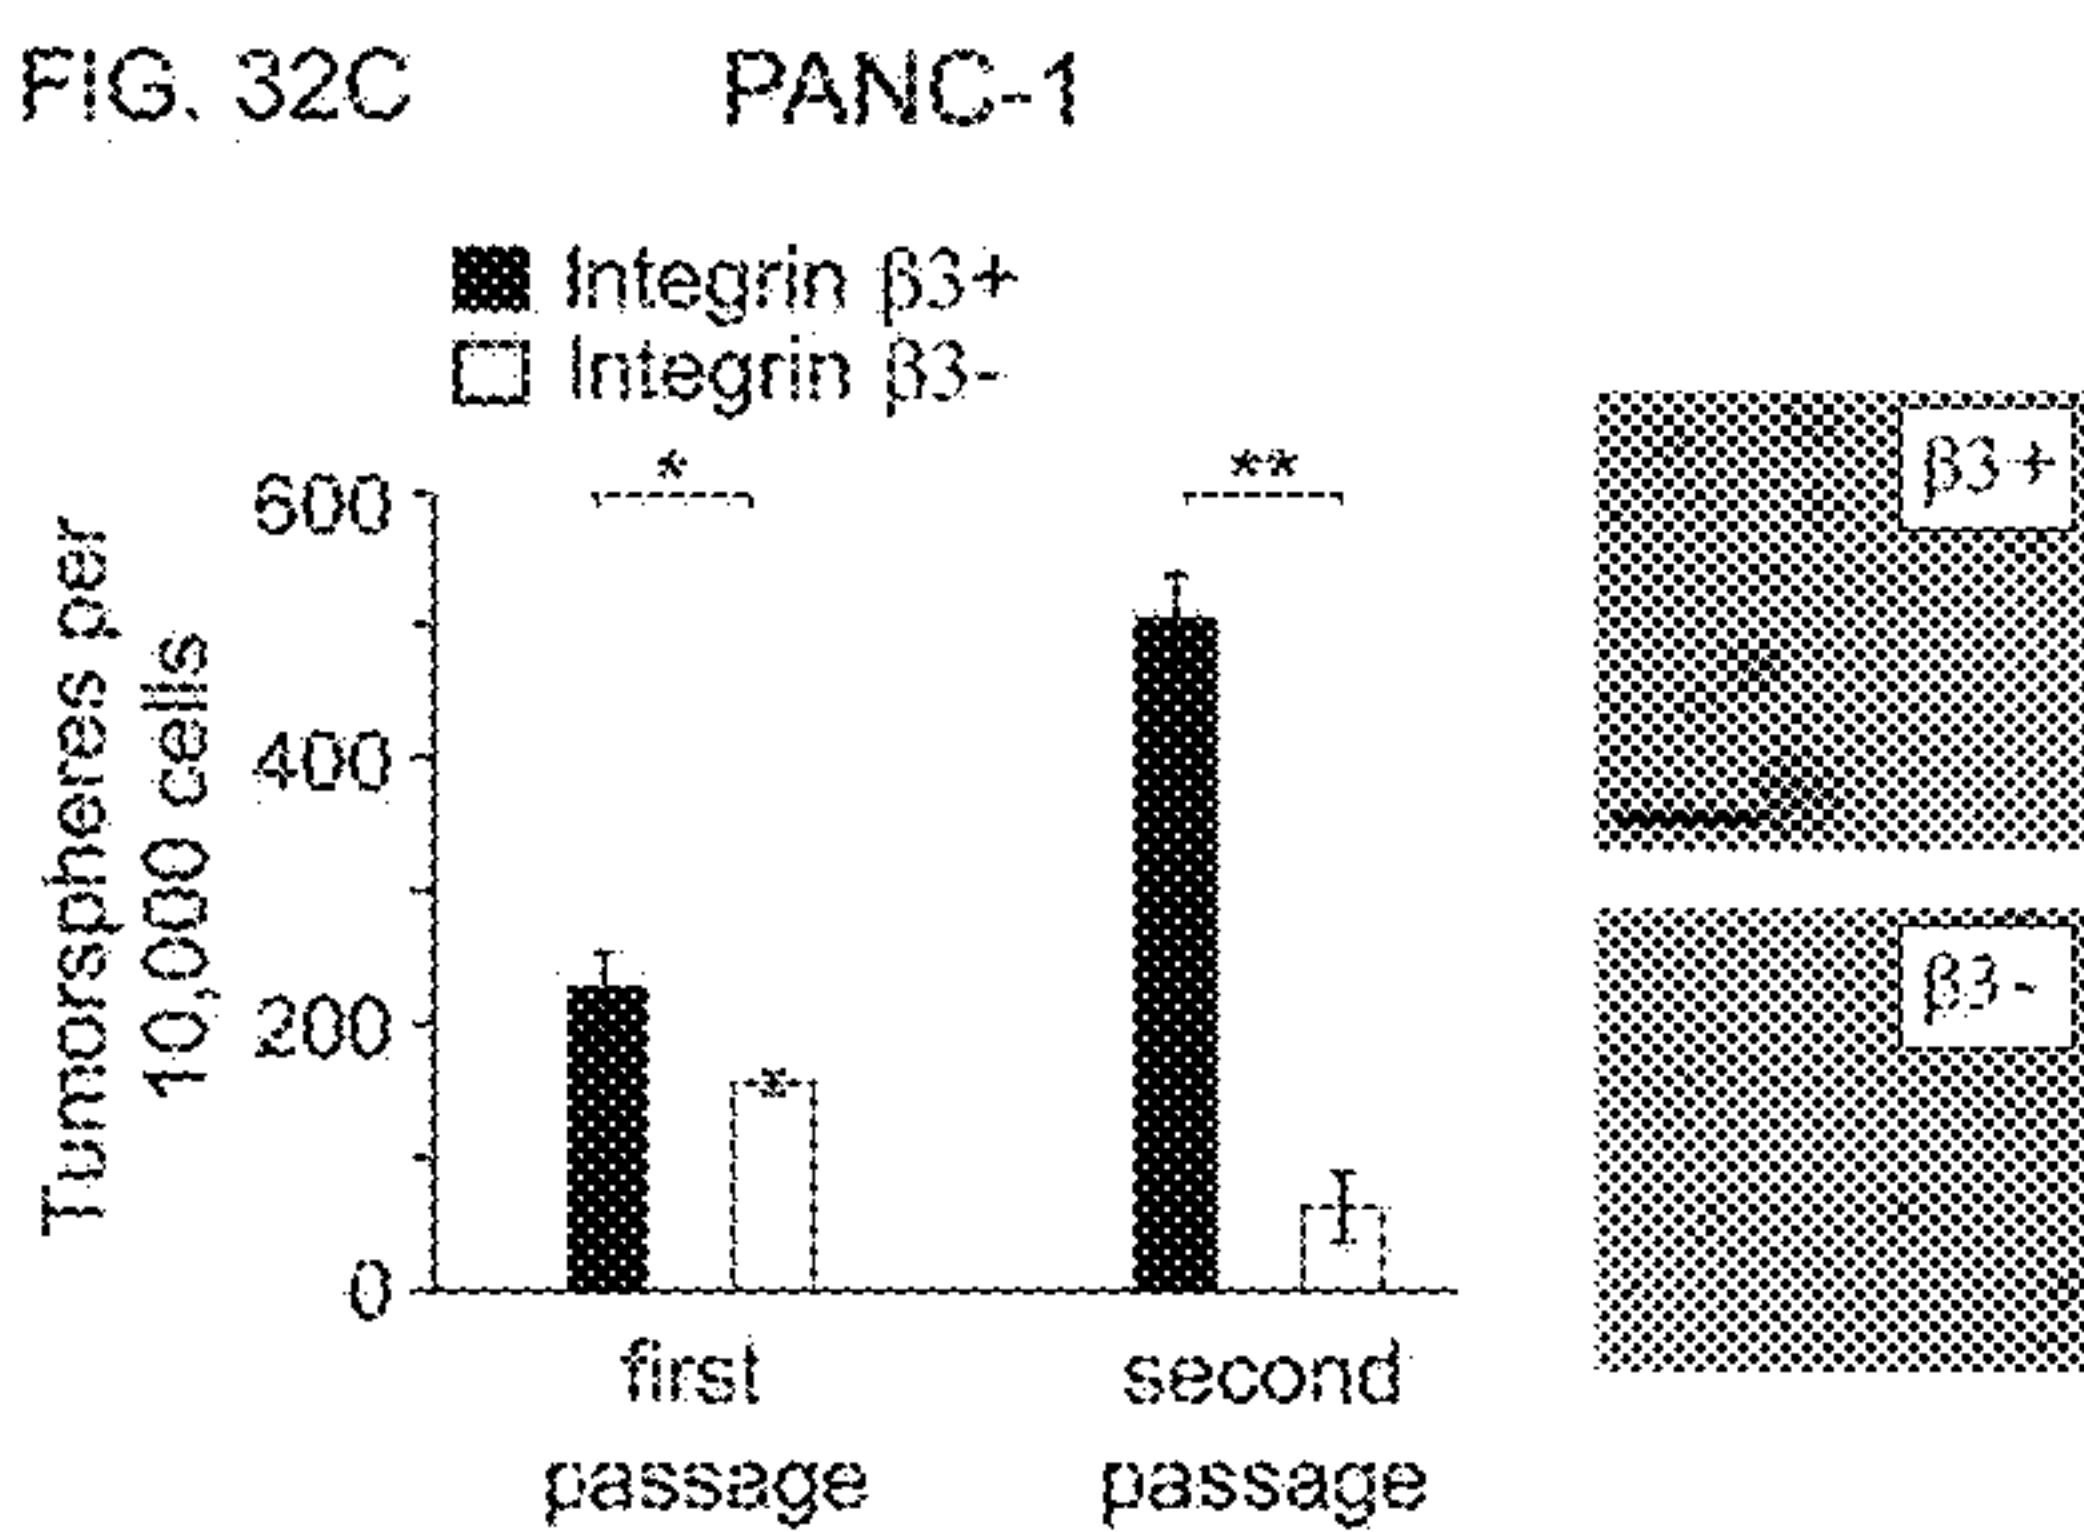 FIG. 32C
PANC-1
Integrin β3+
Integrin β3-
*
**
Tumorspheres per
10,000 cells
600
400
200
0
first
passage
second
passage
β3+
β3-